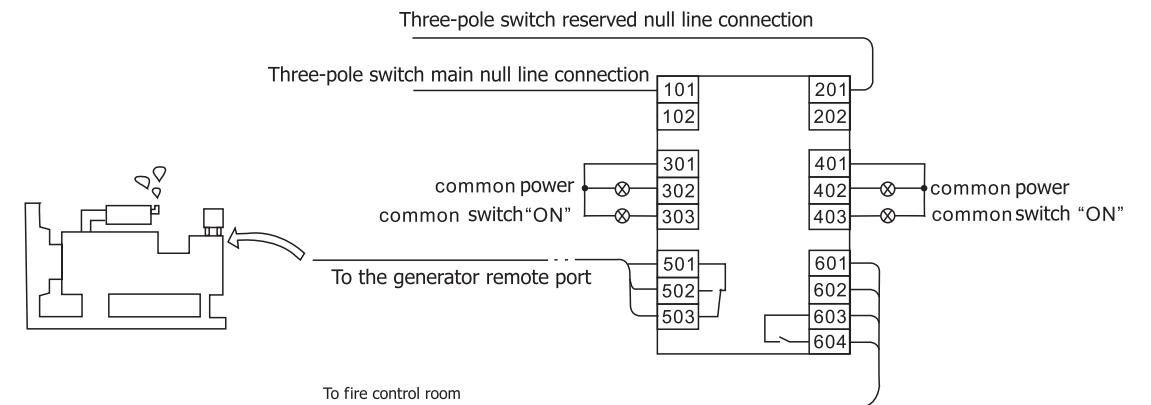 Three-pole switch reserved null line connection
Three-pole switch main null line connection
101
201
102
202
301
401
common power
302
402
common power
common switch“ON”
303
403
common switch “ON”
501
601
To the generator remote port
502
602
503
603
604
To fire control room